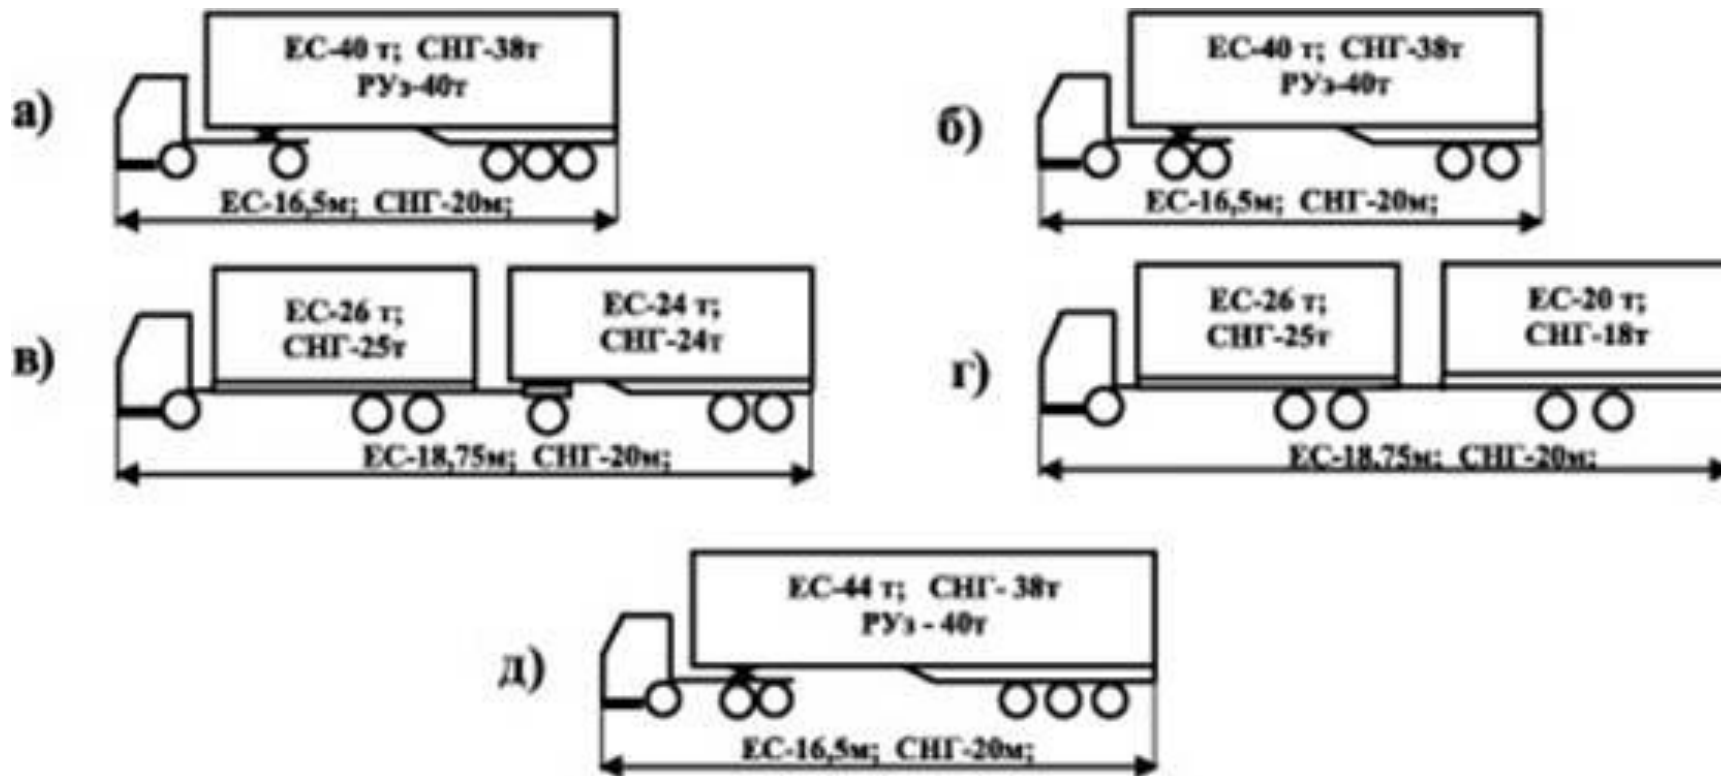 а)
ЕС-40 т; СНГ-38т
РУз-40т
ЕС-16,5м; СНГ-20м;
б)
ЕС-40 т; СНГ-38т
РУз-40т
ЕС-16,5м; СНГ-20м;
в)
ЕС-26 т;
СНГ-25т
ЕС-24 т;
СНГ-24т
ЕС-18,75м; СНГ-20м;
г)
ЕС-26 т;
СНГ-25т
ЕС-20 т;
СНГ-18т
ЕС-18.75м; СНГ-20м;
д)
ЕС-44 т; СНГ- 38т
РУз - 40т
ЕС-16,5м; СНГ-20м;